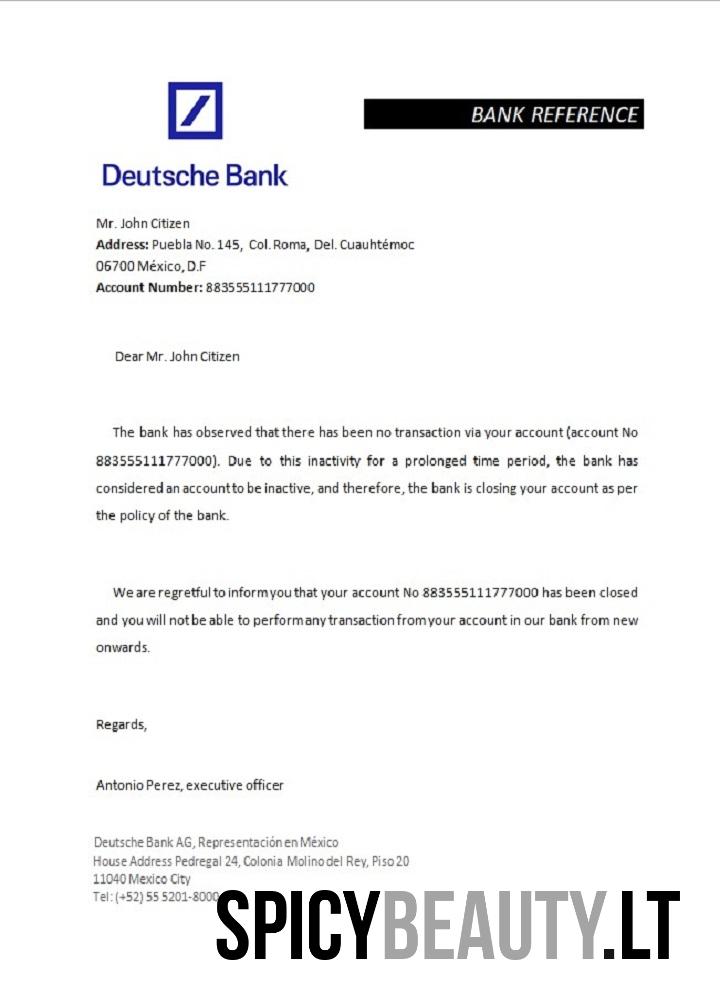 BANK REFERENCE
Deutsche Bank
Mr. John Citizen
Address: Puebla No. 145, Col. Roma, Del. Cuauhtémoc
06700 México, D.F
Account Number: 883555111777000
Dear Mr. John Citizen
The bank has observed that there has been no transaction via your account (account No
883555111777000). Due to this inactivity for a prolonged time period, the bank has
considered an account to be inactive, and therefore, the bank is closing your account as per
the policy of the bank.
We are regretful to inform you that your account No 883555111777000 has been closed
and you will not be able to perform any transaction from your account in our bank from new
onwards.
Regards,
Antonio Perez, executive officer
Deutsche Bank AG, Representación en México
House Address Pedregal 24, Colonia Molino del Rey, Piso 20
11040 Mexico City
Tel: (+52) 55 5201-8000
SPICYBEAUTY.LT